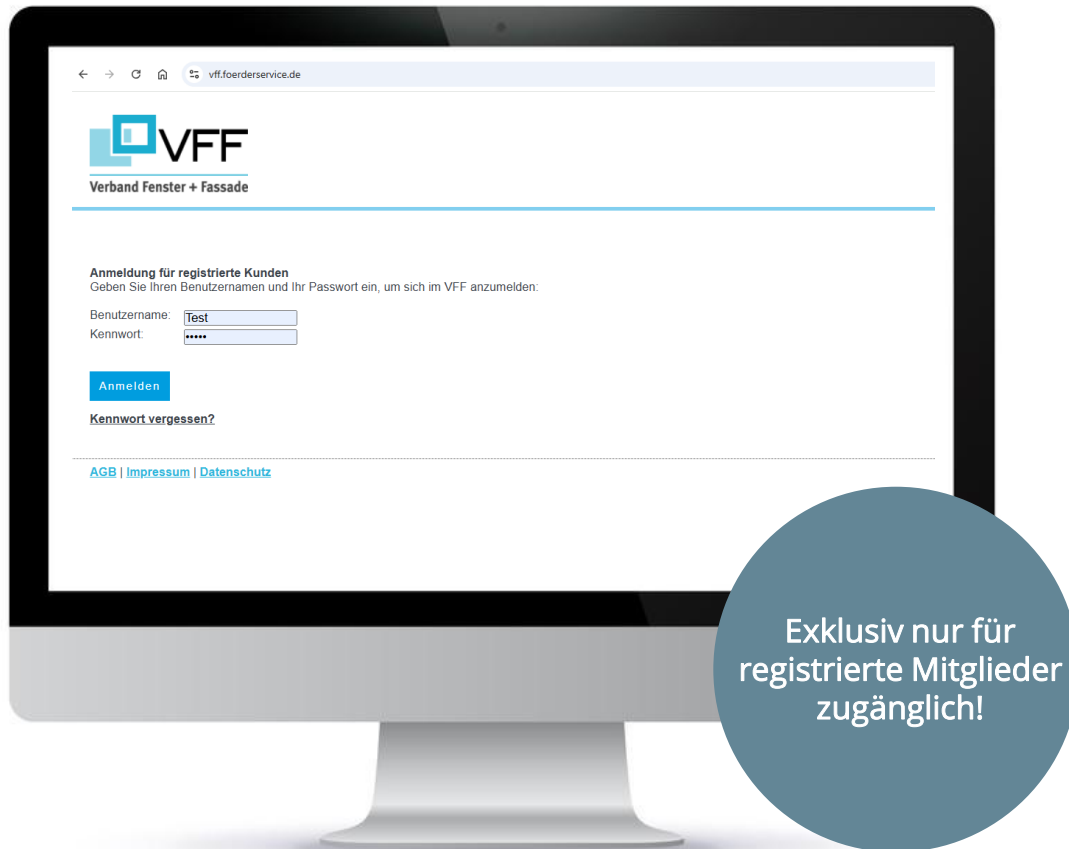 vff.foerderservice.de
VFF
Verband Fenster + Fassade
Anmeldung für registrierte Kunden
Geben Sie Ihren Benutzernamen und Ihr Passwort ein, um sich im VFF anzumelden:
Benutzername: Test
Kennwort: •••••
Anmelden
Kennwort vergessen?
AGB | Impressum | Datenschutz
Exklusiv nur für
registrierte Mitglieder
zugänglich!